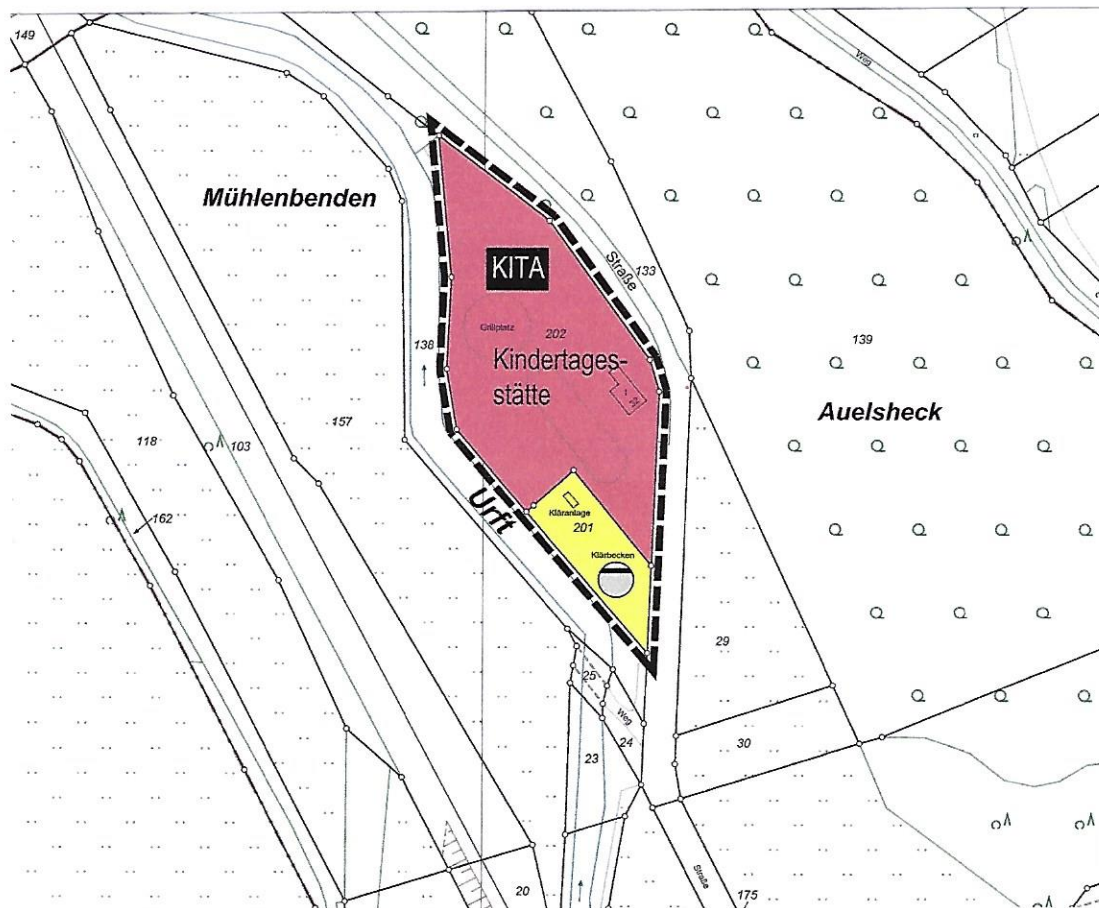 149
Weg
Mühlenbenden
KITA
Straße
133
Grillplatz
202
138
Kindertages-
stätte
32
139
157
Auelsheck
118
103
Urft
162
Kläranlage
201
Klärbecken
29
25
Weg
24
23
30
Straße
20
175